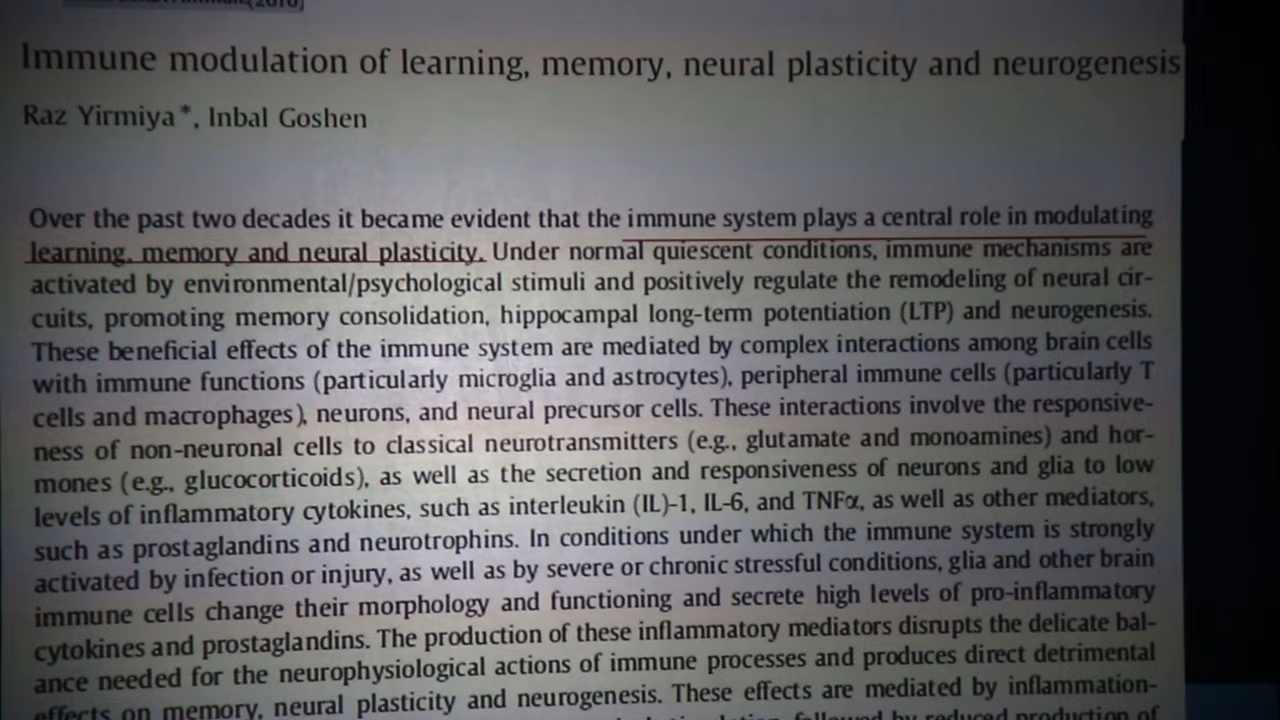 (2010)
Immune modulation of learning, memory, neural plasticity and neurogenesis
Raz Yirmiya*, Inbal Goshen
Over the past two decades it became evident that the immune system plays a central role in modulating
learning, memory and neural plasticity. Under normal quiescent conditions, immune mechanisms are
activated by environmental/psychological stimuli and positively regulate the remodeling of neural cir-
cuits, promoting memory consolidation, hippocampal long-term potentiation (LTP) and neurogenesis.
These beneficial effects of the immune system are mediated by complex interactions among brain cells
with immune functions (particularly microglia and astrocytes), peripheral immune cells (particularly T
cells and macrophages), neurons, and neural precursor cells. These interactions involve the responsive-
ness of non-neuronal cells to classical neurotransmitters (e.g., glutamate and monoamines) and hor-
mones (e.g., glucocorticoids), as well as the secretion and responsiveness of neurons and glia to low
levels of inflammatory cytokines, such as interleukin (IL)-1, IL-6, and TNFα, as well as other mediators,
such as prostaglandins and neurotrophins. In conditions under which the immune system is strongly
activated by infection or injury, as well as by severe or chronic stressful conditions, glia and other brain
immune cells change their morphology and functioning and secrete high levels of pro-inflammatory
cytokines and prostaglandins. The production of these inflammatory mediators disrupts the delicate bal-
ance needed for the neurophysiological actions of immune processes and produces direct detrimental
effects on memory, neural plasticity and neurogenesis. These effects are mediated by inflammation-
followed by reduced production of